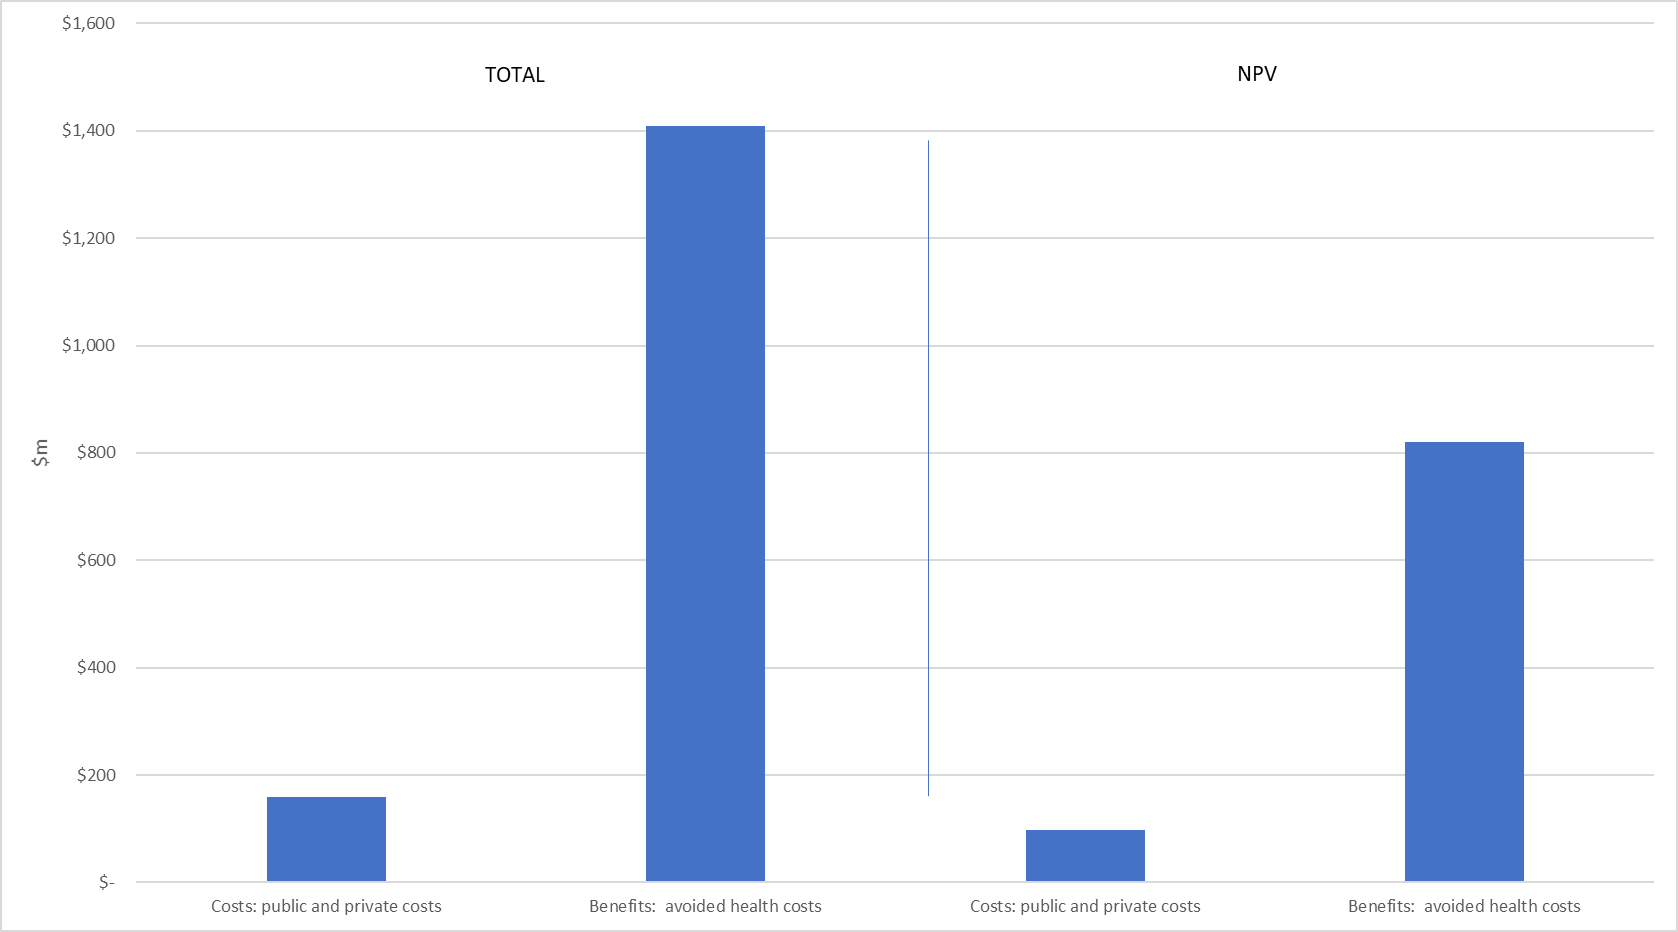 $1,600
TOTAL
NPV
$1,400
$1,200
$1,000
$m
$800
$600
$400
$200
$-
Costs: public and private costs
Benefits:  avoided health costs
Costs: public and private costs
Benefits:  avoided health costs